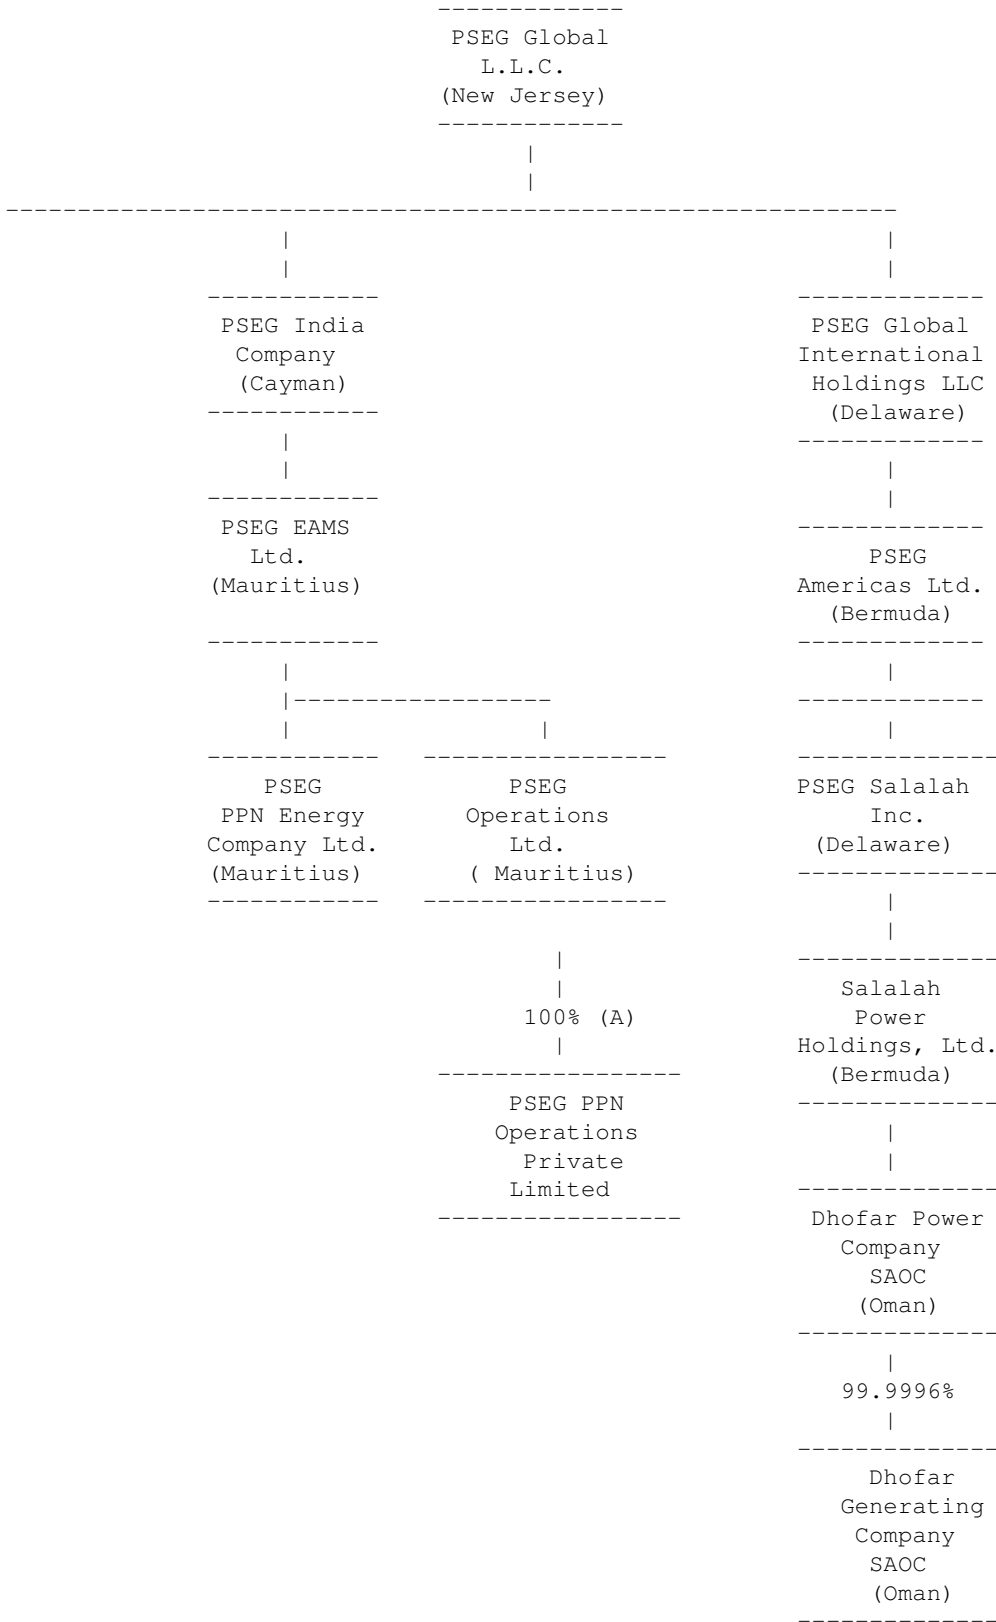 PSEG Global
L.L.C.
(New Jersey)
PSEG India
Company
(Cayman)
PSEG Global
International
Holdings LLC
(Delaware)
PSEG EAMS
Ltd.
(Mauritius)
PSEG
Americas Ltd.
(Bermuda)
PSEG
PPN Energy
Company Ltd.
(Mauritius)
PSEG
Operations
Ltd.
( Mauritius)
PSEG Salalah
Inc.
(Delaware)
100% (A)
PSEG PPN
Operations
Private
Limited
Salalah
Power
Holdings, Ltd.
(Bermuda)
Dhofar Power
Company
SAOC
(Oman)
99.9996%
Dhofar
Generating
Company
SAOC
(Oman)